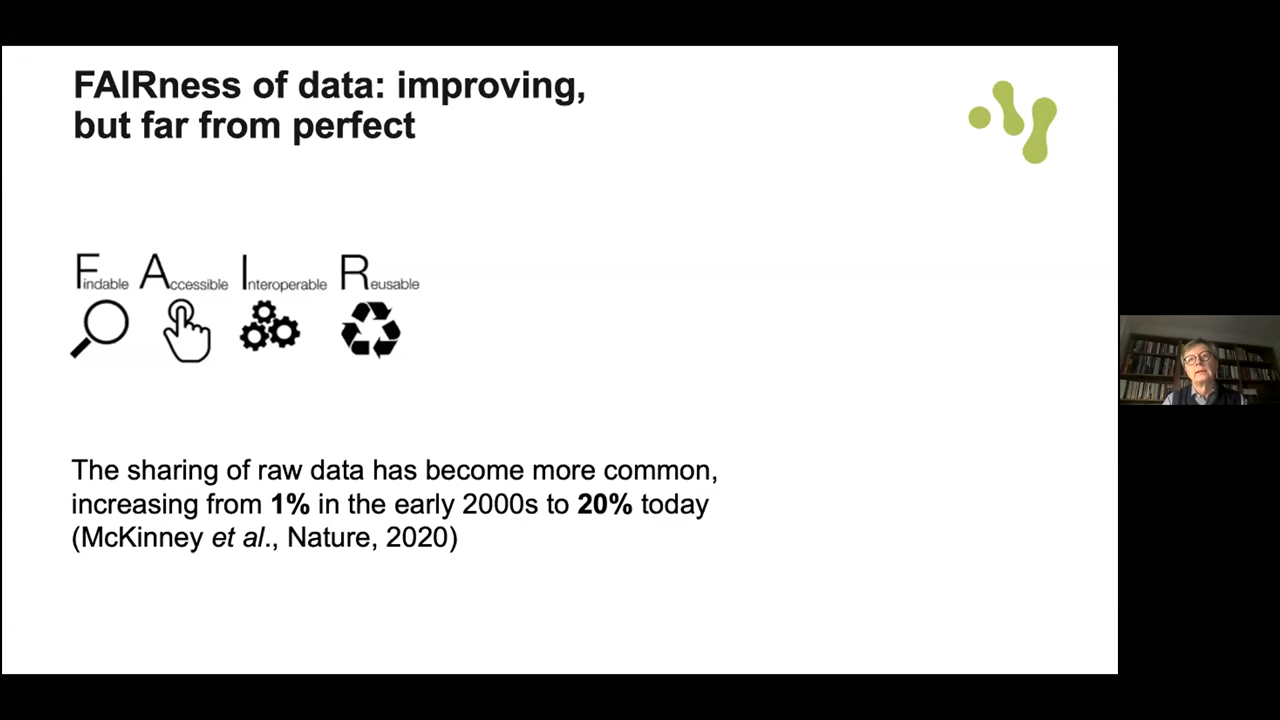 FAIRness of data: improving,
but far from perfect
Findable Accessible Interoperable Reusable
The sharing of raw data has become more common,
increasing from 1% in the early 2000s to 20% today
(McKinney et al., Nature, 2020)